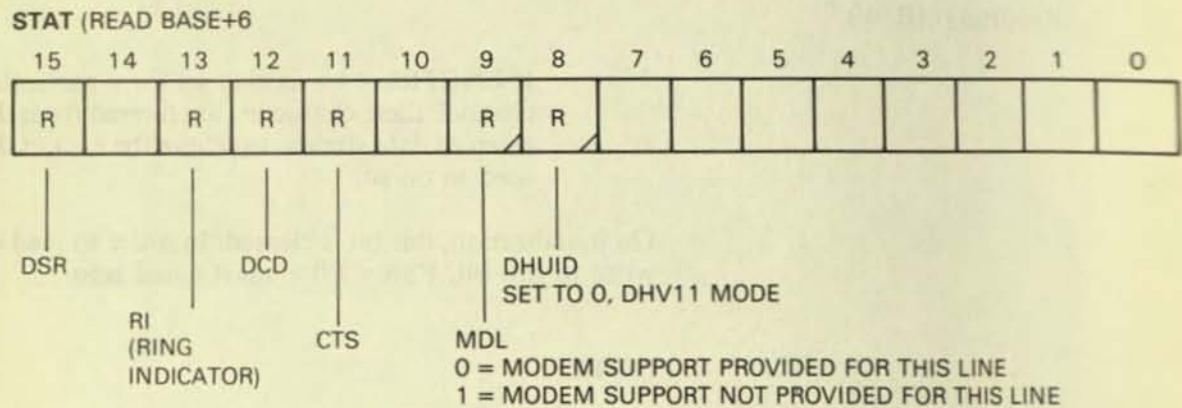 STAT (READ BASE+6
15 14 13 12 11 10 9 8 7 6 5 4 3 2 1 0
R R R R R R
DSR DCD DHUID
SET TO 0, DHV11 MODE
RI
(RING
INDICATOR)
CTS
MDL
0 = MODEM SUPPORT PROVIDED FOR THIS LINE
1 = MODEM SUPPORT NOT PROVIDED FOR THIS LINE